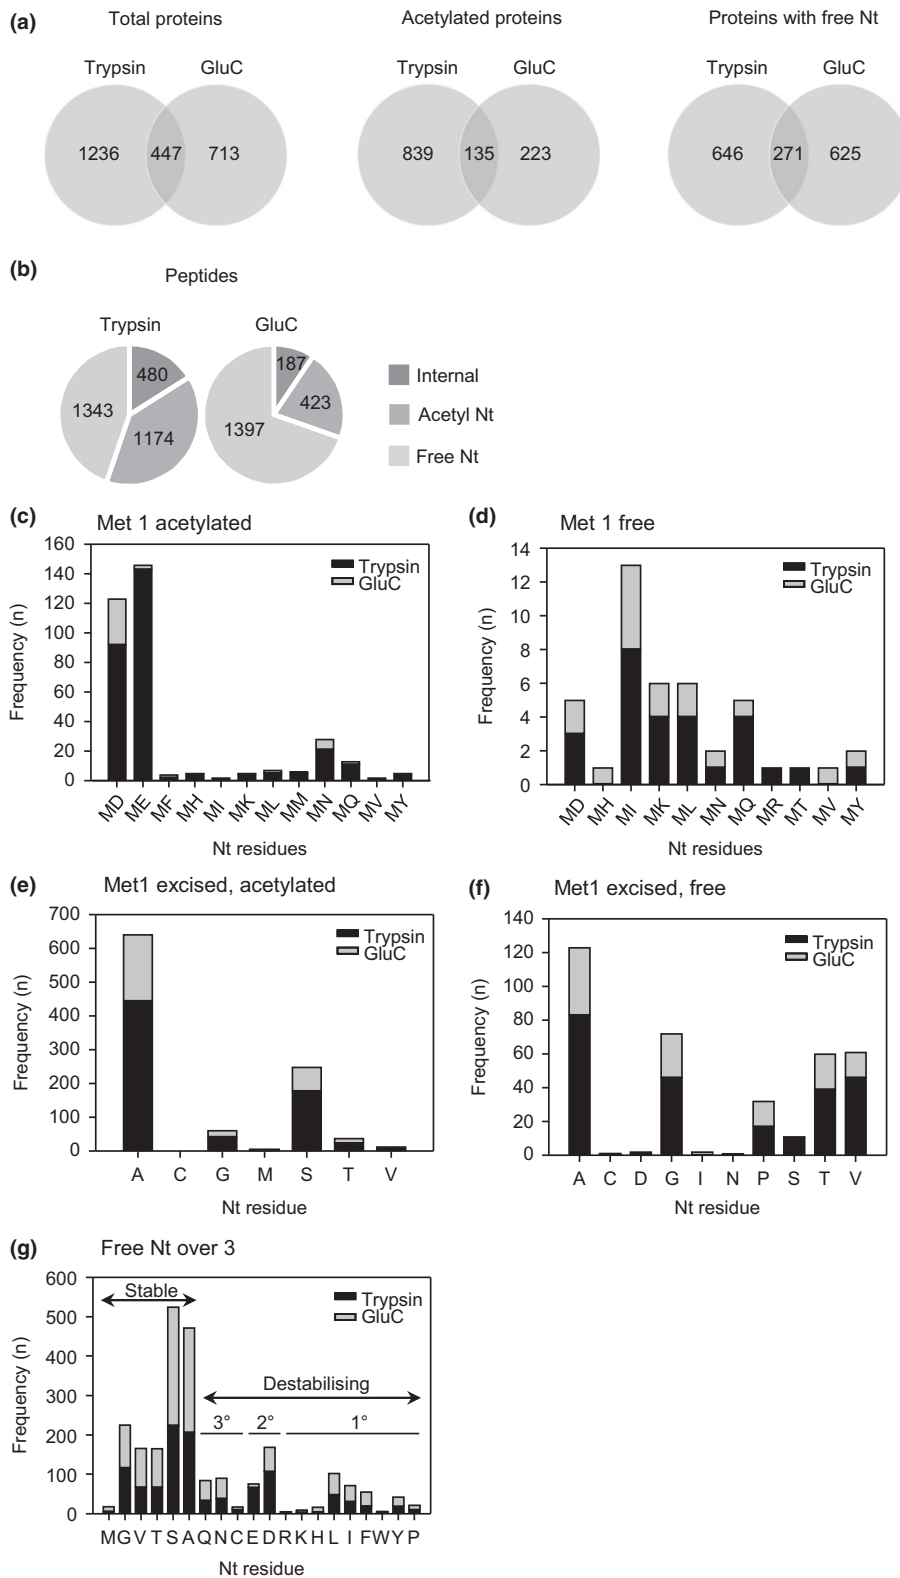 (a) Total proteins Acetylated proteins Proteins with free Nt
Trypsin GluC Trypsin GluC Trypsin GluC
1236 447 713 839 135 223 646 271 625
(b) Peptides
Trypsin GluC
480 1343 1174
187 423 1397
Internal
Acetyl Nt
Free Nt
(c) Met 1 acetylated
Frequency (n)
160
140
120
100
80
60
40
20
0
Trypsin
GluC
MD ME MF MH MI MK ML MM MN MQ MV MY
Nt residues
(d) Met 1 free
Frequency (n)
14
12
10
8
6
4
2
0
Trypsin
GluC
MD MH MI MK ML MN MQ MR MT MV MY
Nt residues
(e) Met1 excised, acetylated
Frequency (n)
700
600
500
400
300
200
100
0
Trypsin
GluC
A C G M S T V
Nt residue
(f) Met1 excised, free
Frequency (n)
140
120
100
80
60
40
20
0
Trypsin
GluC
A C D G I N P S T V
Nt residue
(g) Free Nt over 3
Frequency (n)
600
500
400
300
200
100
0
Stable
Trypsin
GluC
Destabilising
3° 2° 1°
M G V T S A Q N C E D R K H L I F W Y P
Nt residue